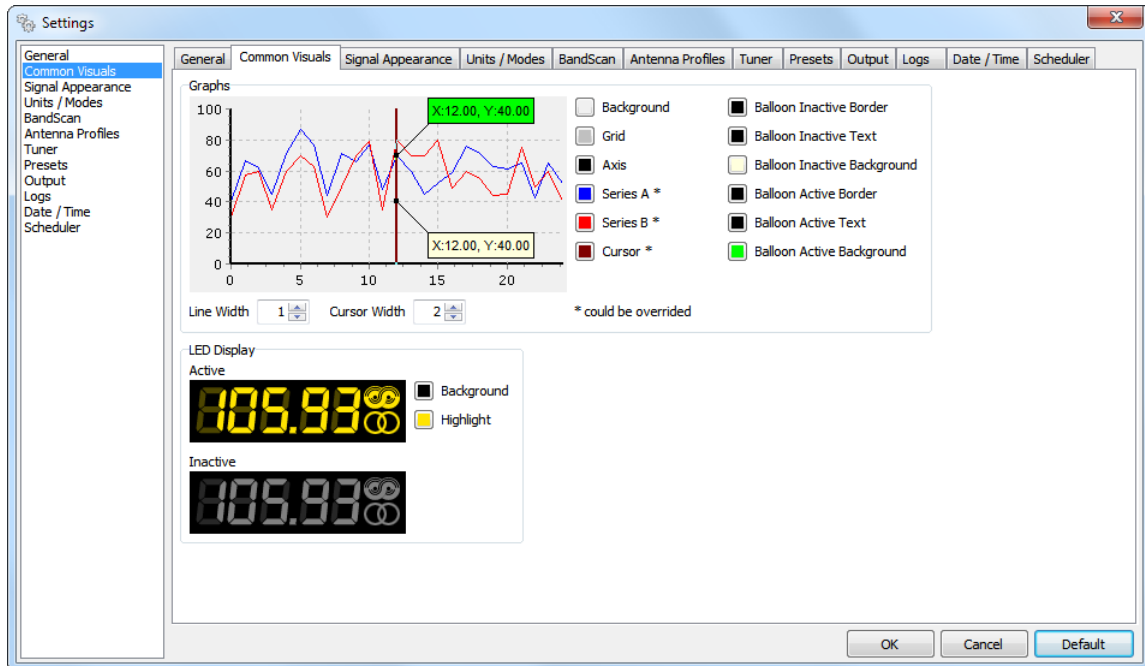 Settings
General
Common Visuals
Signal Appearance
Units / Modes
BandScan
Antenna Profiles
Tuner
Presets
Output
Logs
Date / Time
Scheduler
General Common Visuals Signal Appearance Units / Modes BandScan Antenna Profiles Tuner Presets Output Logs Date / Time Scheduler
Graphs
100
80
60
40
20
0
0 5 10 15 20
X:12.00, Y:40.00
X:12.00, Y:40.00
Background
Grid
Axis
Series A *
Series B *
Cursor *
Balloon Inactive Border
Balloon Inactive Text
Balloon Inactive Background
Balloon Active Border
Balloon Active Text
Balloon Active Background
Line Width 1 Cursor Width 2 * could be overrided
LED Display
Active
105.93
Background
Highlight
Inactive
105.93
OK Cancel Default